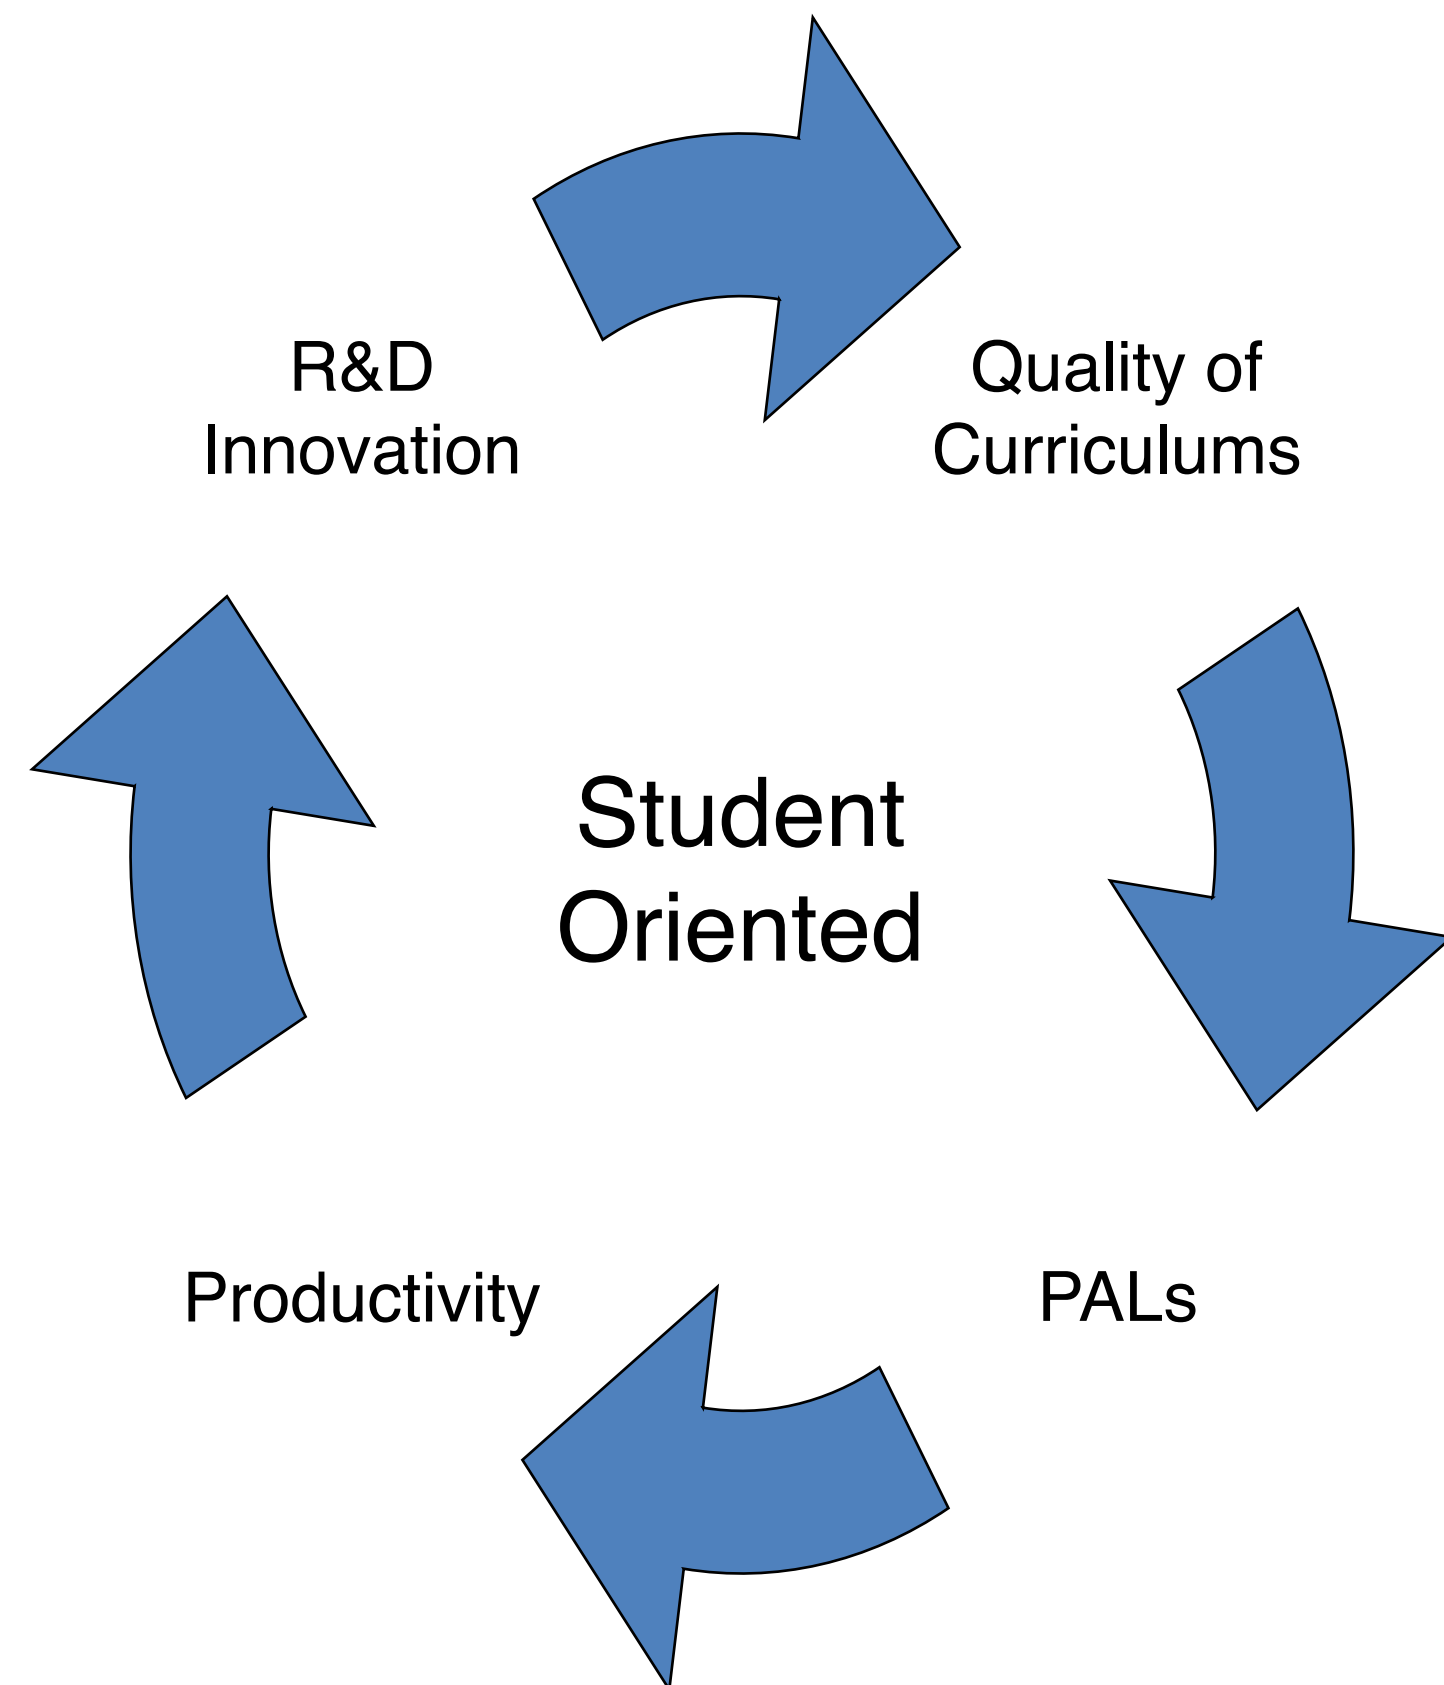 R&D
Innovation
Quality of
Curriculums
Student
Oriented
Productivity
PALs